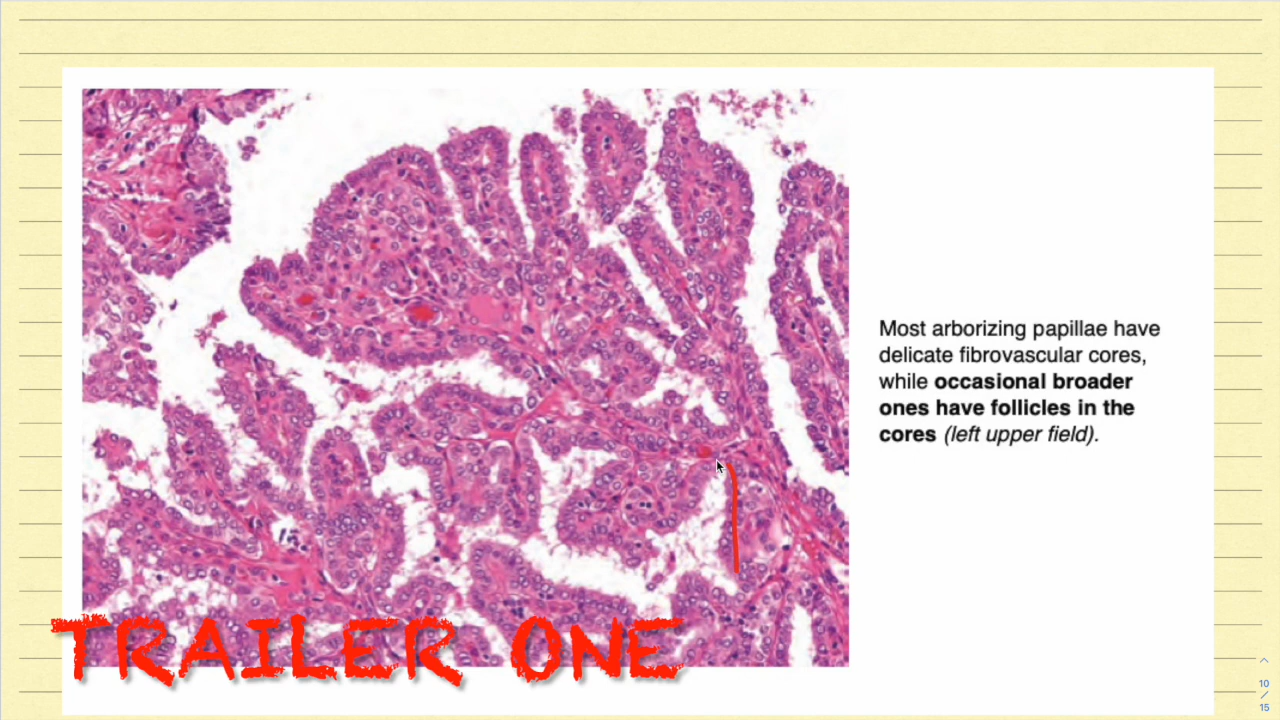 Most arborizing papillae have
delicate fibrovascular cores,
while occasional broader
ones have follicles in the
cores (left upper field).
TRAILER ONE
10
/
15